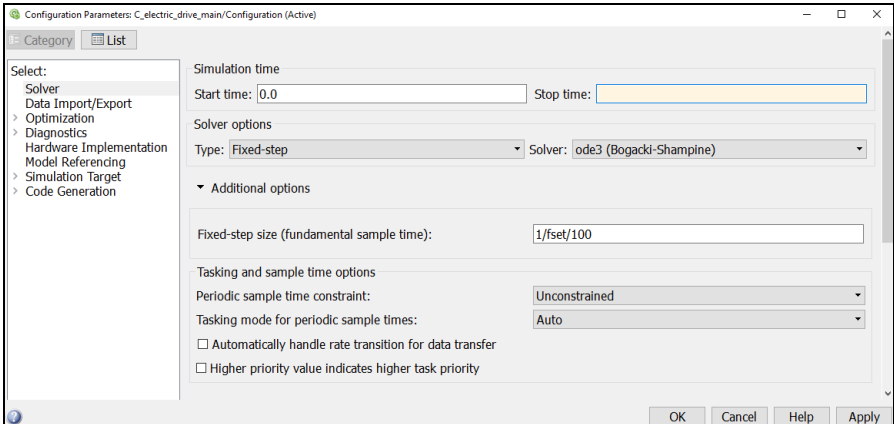 Configuration Parameters: C_electric_drive_main/Configuration (Active)
Category List
Select:
Solver
Data Import/Export
Optimization
Diagnostics
Hardware Implementation
Model Referencing
Simulation Target
Code Generation
Simulation time
Start time: 0.0 Stop time:
Solver options
Type: Fixed-step Solver: ode3 (Bogacki-Shampine)
Additional options
Fixed-step size (fundamental sample time): 1/fset/100
Tasking and sample time options
Periodic sample time constraint: Unconstrained
Tasking mode for periodic sample times: Auto
Automatically handle rate transition for data transfer
Higher priority value indicates higher task priority
OK Cancel Help Apply